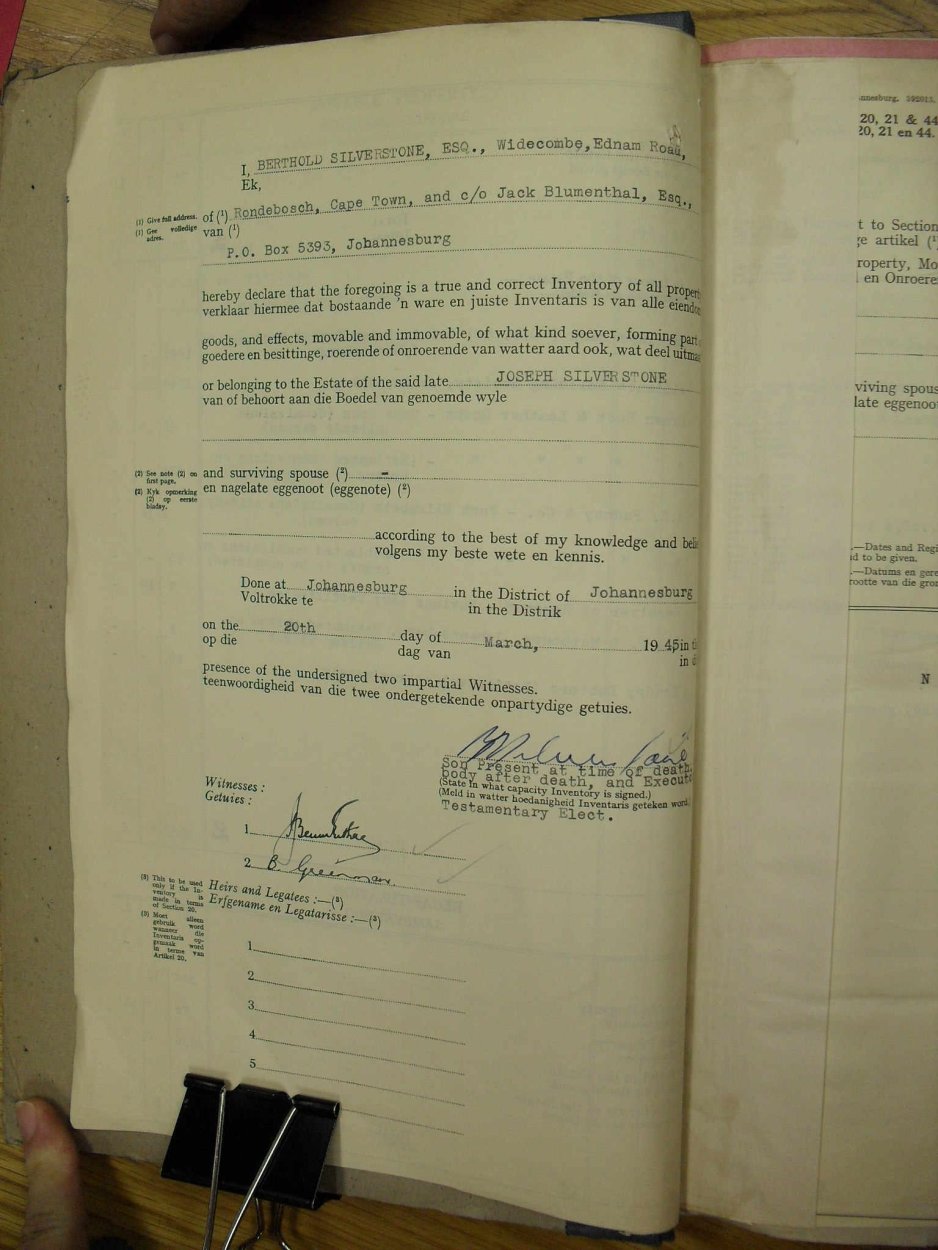 I, BERTHOLD SILVERSTONE, ESQ., Widecombe, Ednam Road,
Ek,
(1) Give full address.
(1) Gee volledige adres.
of (¹) Rondebosch, Cape Town, and c/o Jack Blumenthal, Esq.,
van (¹)
P.O. Box 5393, Johannesburg
hereby declare that the foregoing is a true and correct Inventory of all propert
verklaar hiermee dat bostaande 'n ware en juiste Inventaris is van alle eiendo
goods, and effects, movable and immovable, of what kind soever, forming part
goedere en besittinge, roerende of onroerende van watter aard ook, wat deel uitma
or belonging to the Estate of the said late JOSEPH SILVERSTONE
van of behoort aan die Boedel van genoemde wyle
(2) See note (2) on first page.
(2) Kyk opmerking (2) op eerste bladsy.
and surviving spouse (²) -
en nagelate eggenoot (eggenote) (²)
according to the best of my knowledge and beli
volgens my beste wete en kennis.
Done at Johannesburg in the District of Johannesburg
Voltrokke te in the Distrik
on the 20th day of March, 1945 in t
op die dag van in d
presence of the undersigned two impartial Witnesses.
teenwoordigheid van die twee ondergetekende onpartydige getuies.
Son Present at time of death,
body after death, and Execut
(State in what capacity Inventory is signed.)
(Meld in watter hoedanigheid Inventaris geteken word.)
Testamentary Elect.
Witnesses :
Getuies :
1
2 B.
(3) This to be used
only if the In-
ventory is
made in terms
of Section 20.
(3) Moet alleen
gebruik word
wanneer die
Inventaris op-
gemaak word
in terme van
Artikel 20.
Heirs and Legatees :—(³)
Erfgename en Legatarisse :—(³)
1
2
3
4
5
annesburg. 392013.
20, 21 & 44
20, 21 en 44.
t to Section
e artikel (¹
roperty, Mo
en Onroere
viving spous
late eggenoot
.—Dates and Regi
d to be given.
.—Datums en gere
rootte van die gron
N